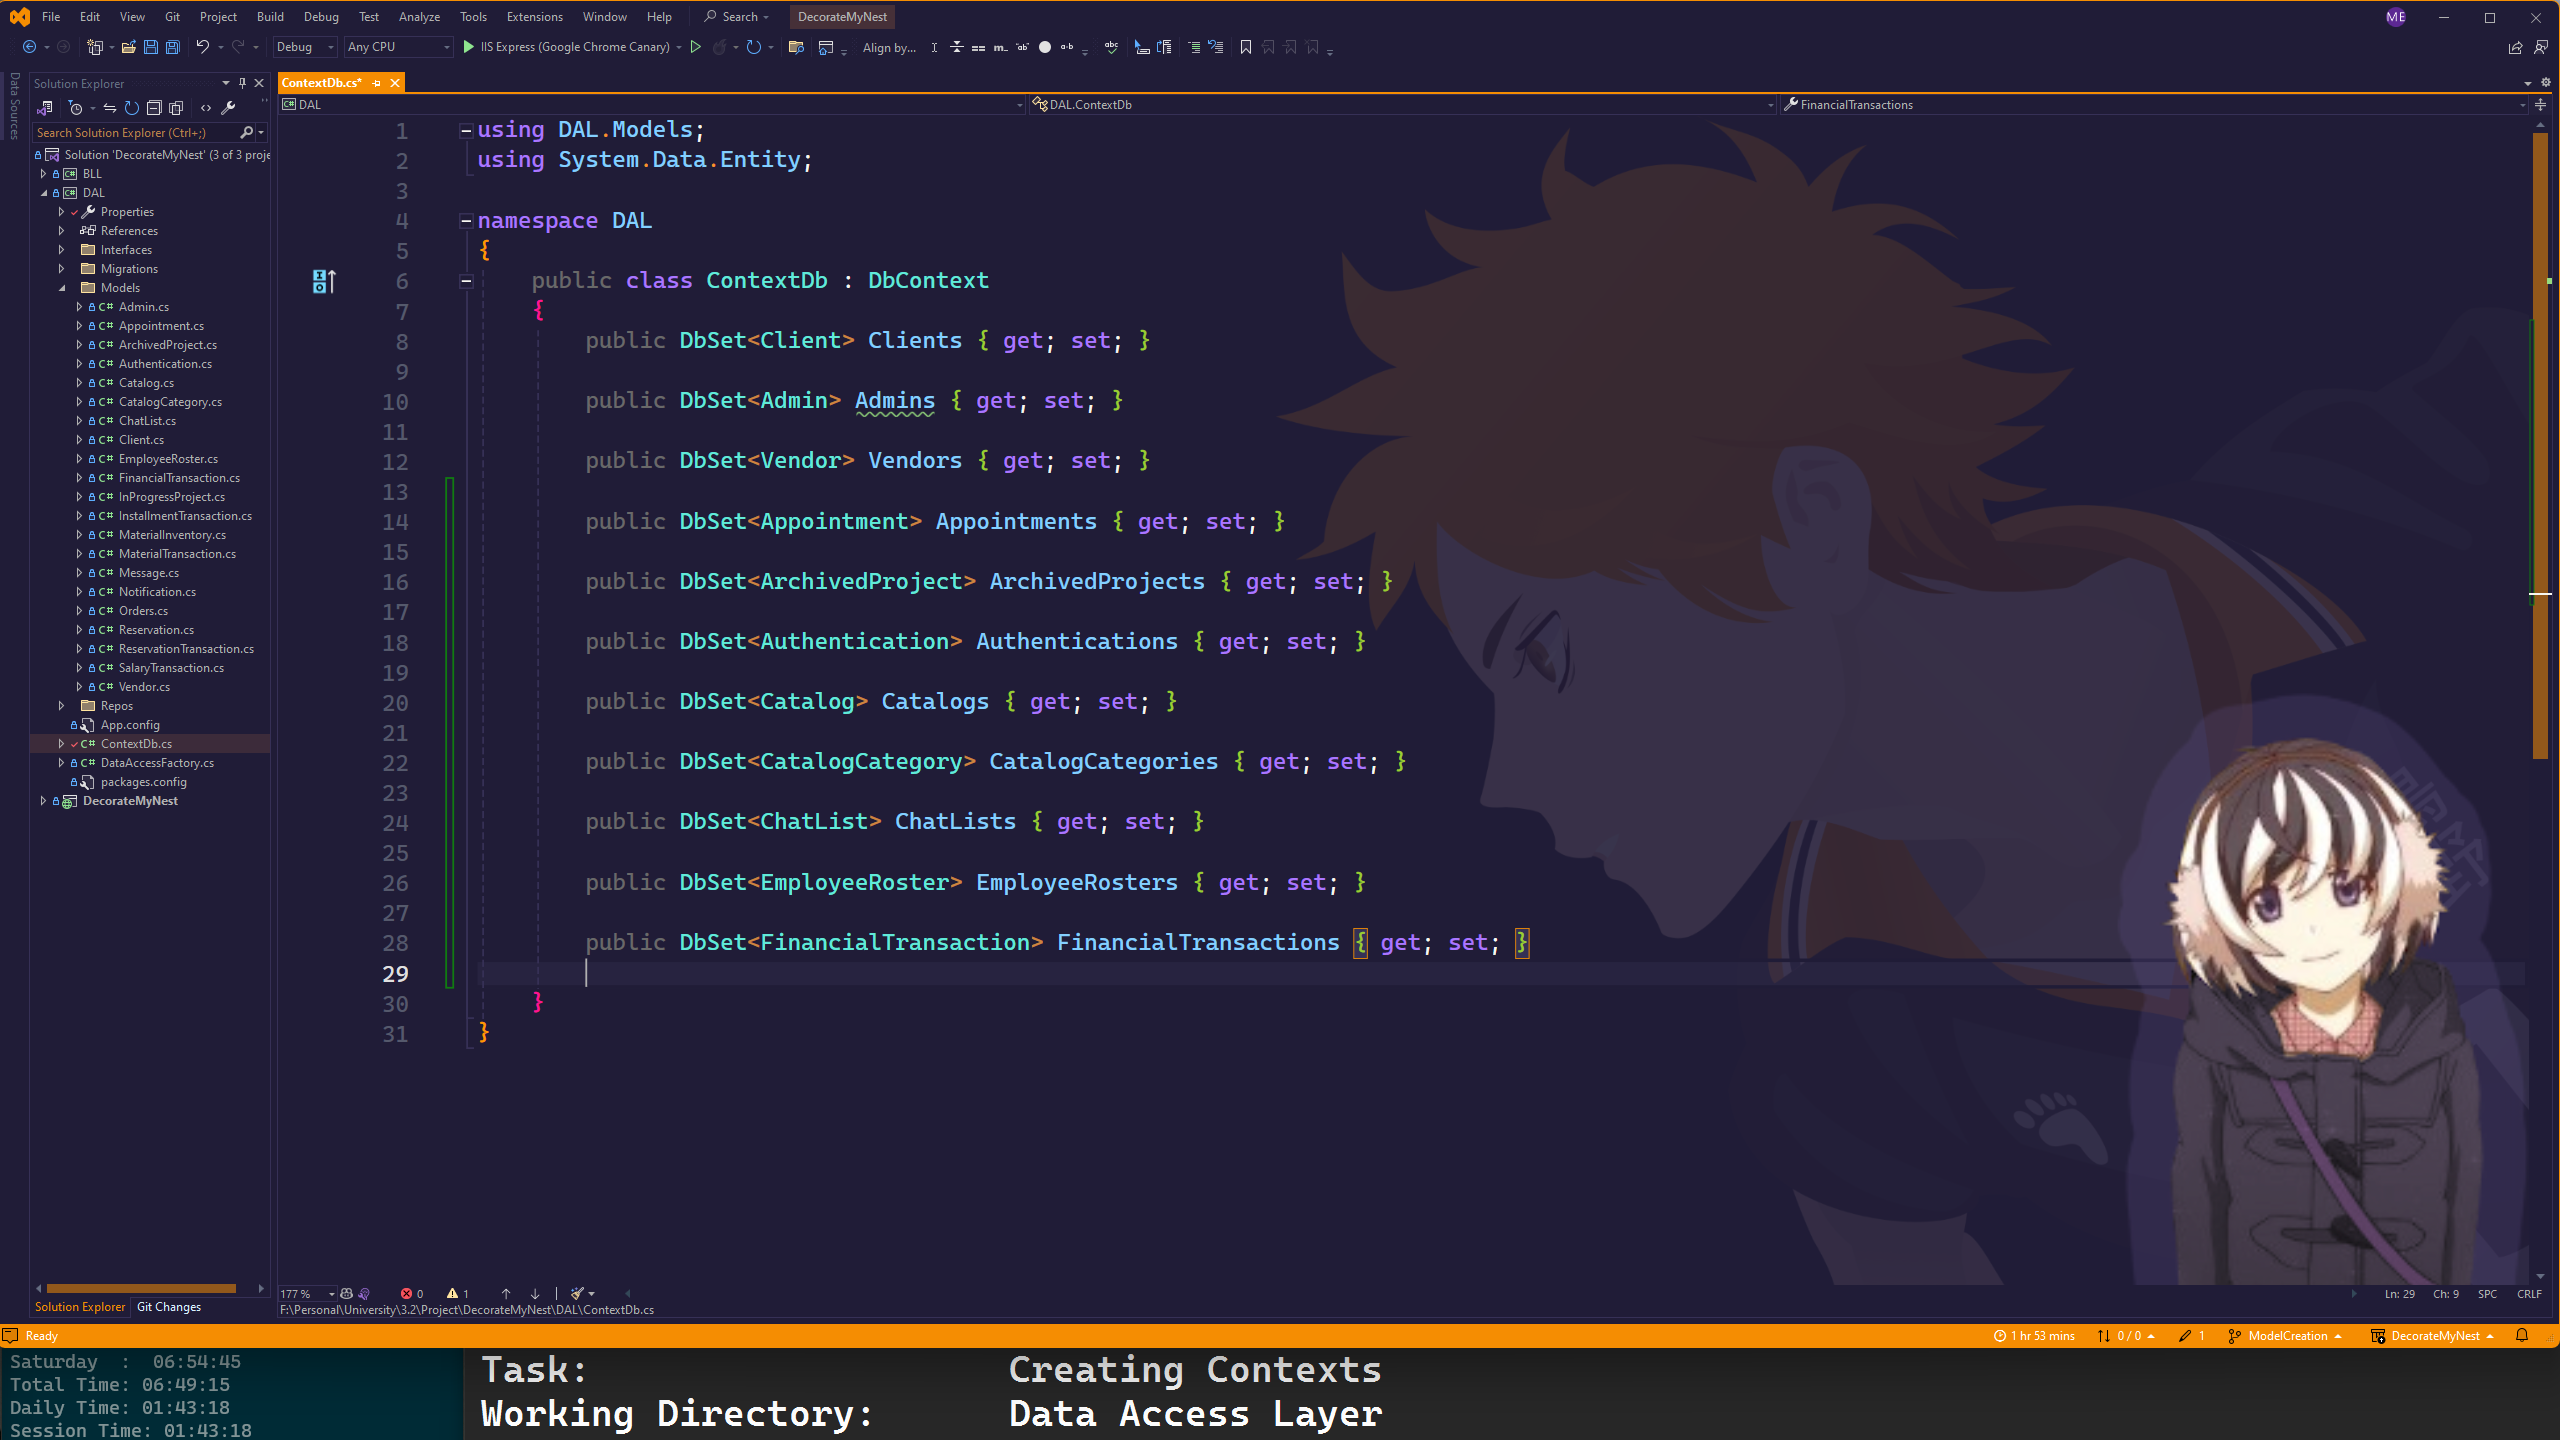 File Edit View Git Project Build Debug Test Analyze Tools Extensions Window Help Search DecorateMyNest ME
Debug Any CPU IIS Express (Google Chrome Canary) Align by...
Data Sources
Solution Explorer
Search Solution Explorer (Ctrl+;)
Solution 'DecorateMyNest' (3 of 3 proje
BLL
DAL
Properties
References
Interfaces
Migrations
Models
C# Admin.cs
C# Appointment.cs
C# ArchivedProject.cs
C# Authentication.cs
C# Catalog.cs
C# CatalogCategory.cs
C# ChatList.cs
C# Client.cs
C# EmployeeRoster.cs
C# FinancialTransaction.cs
C# InProgressProject.cs
C# InstallmentTransaction.cs
C# MaterialInventory.cs
C# MaterialTransaction.cs
C# Message.cs
C# Notification.cs
C# Orders.cs
C# Reservation.cs
C# ReservationTransaction.cs
C# SalaryTransaction.cs
C# Vendor.cs
Repos
App.config
C# ContextDb.cs
C# DataAccessFactory.cs
packages.config
DecorateMyNest
Solution Explorer Git Changes
ContextDb.cs*
DAL DAL.ContextDb FinancialTransactions
1 using DAL.Models;
2 using System.Data.Entity;
3
4 namespace DAL
5 {
6 public class ContextDb : DbContext
7 {
8 public DbSet<Client> Clients { get; set; }
9
10 public DbSet<Admin> Admins { get; set; }
11
12 public DbSet<Vendor> Vendors { get; set; }
13
14 public DbSet<Appointment> Appointments { get; set; }
15
16 public DbSet<ArchivedProject> ArchivedProjects { get; set; }
17
18 public DbSet<Authentication> Authentications { get; set; }
19
20 public DbSet<Catalog> Catalogs { get; set; }
21
22 public DbSet<CatalogCategory> CatalogCategories { get; set; }
23
24 public DbSet<ChatList> ChatLists { get; set; }
25
26 public DbSet<EmployeeRoster> EmployeeRosters { get; set; }
27
28 public DbSet<FinancialTransaction> FinancialTransactions { get; set; }
29
30 }
31 }
177 % 0 1 Ln: 29 Ch: 9 SPC CRLF
F:\Personal\University\3.2\Project\DecorateMyNest\DAL\ContextDb.cs
Ready 1 hr 53 mins 0 / 0 1 ModelCreation DecorateMyNest
Saturday : 06:54:45
Total Time: 06:49:15
Daily Time: 01:43:18
Session Time: 01:43:18
Task: Creating Contexts
Working Directory: Data Access Layer